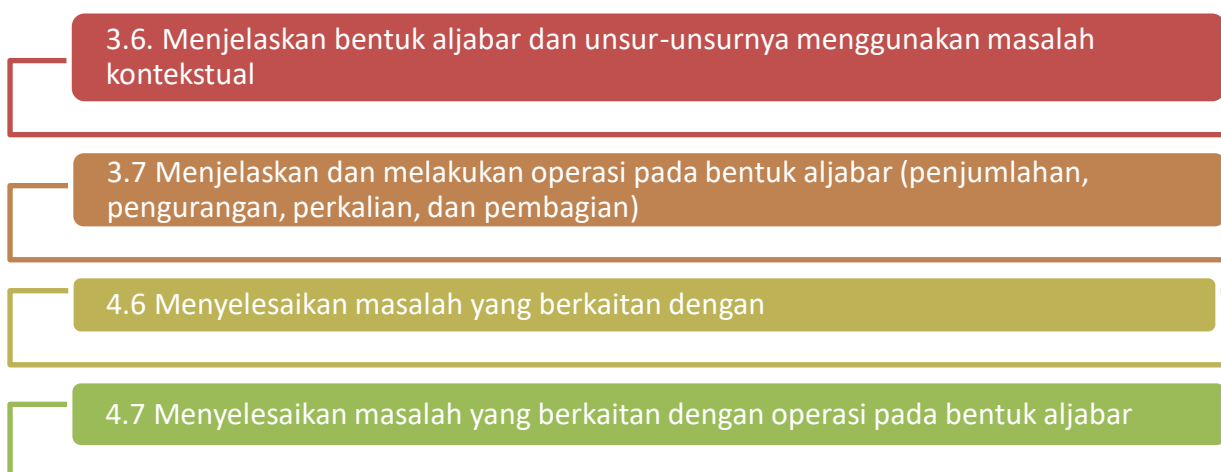 3.6. Menjelaskan bentuk aljabar dan unsur-unsurnya menggunakan masalah
kontekstual
3.7 Menjelaskan dan melakukan operasi pada bentuk aljabar (penjumlahan,
pengurangan, perkalian, dan pembagian)
4.6 Menyelesaikan masalah yang berkaitan dengan
4.7 Menyelesaikan masalah yang berkaitan dengan operasi pada bentuk aljabar